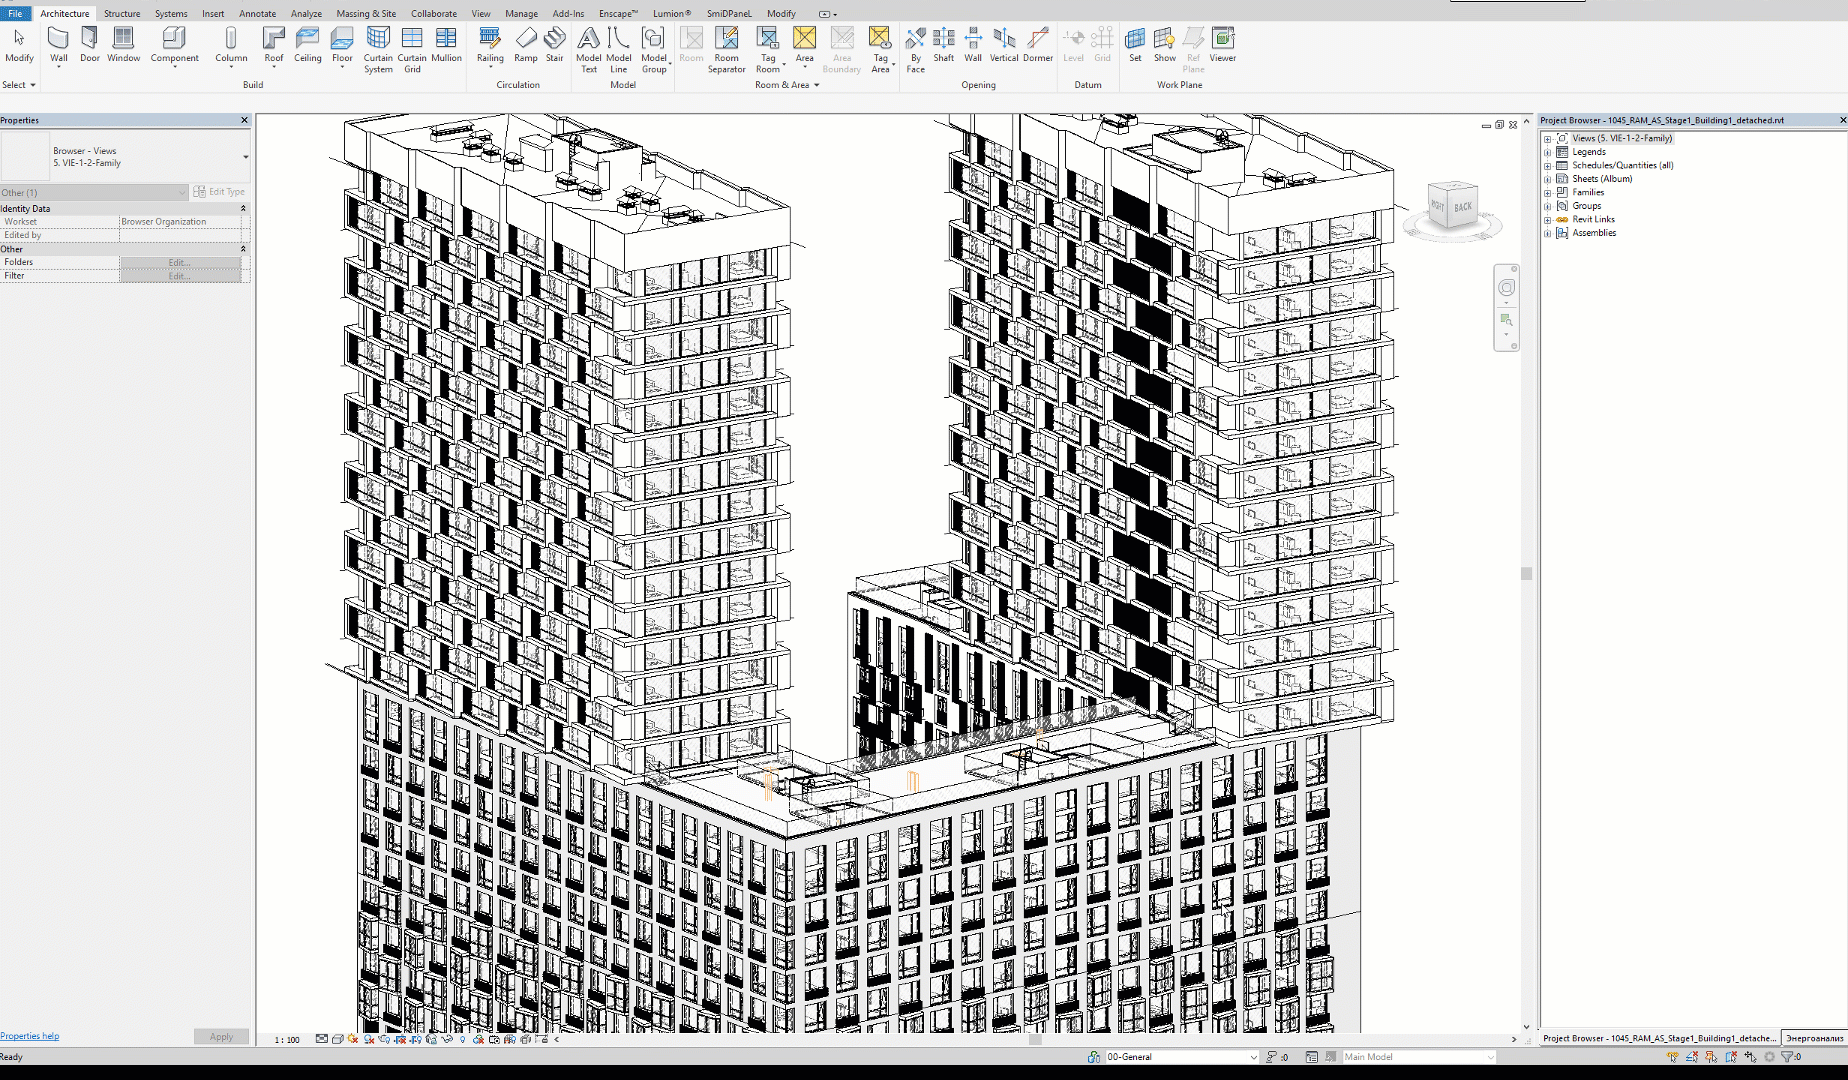 File Architecture Structure Systems Insert Annotate Analyze Massing & Site Collaborate View Manage Add-Ins Enscape™ Lumion® SmiDPaneL Modify
Modify Wall Door Window Component Column Roof Ceiling Floor Curtain System Curtain Grid Mullion Railing Ramp Stair Model Text Model Line Model Group Room Room Separator Tag Room Area Area Boundary Tag Area By Face Shaft Wall Vertical Dormer Level Grid Set Show Ref Plane Viewer
Select Build Circulation Model Room & Area Opening Datum Work Plane
Properties
Browser - Views
5. VIE-1-2-Family
Other (1)
Edit Type
Identity Data
Workset Browser Organization
Edited by
Other
Folders Edit...
Filter Edit...
Properties help
Apply
RIGHT BACK
Project Browser - 1045_RAM_AS_Stage1_Building1_detached.rvt
Views (5. VIE-1-2-Family)
Legends
Schedules/Quantities (all)
Sheets (Album)
Families
Groups
Revit Links
Assemblies
1 : 100
Project Browser - 1045_RAM_AS_Stage1_Building1_detache... Энергоанализ
Ready
00-General
:0
Main Model
:0